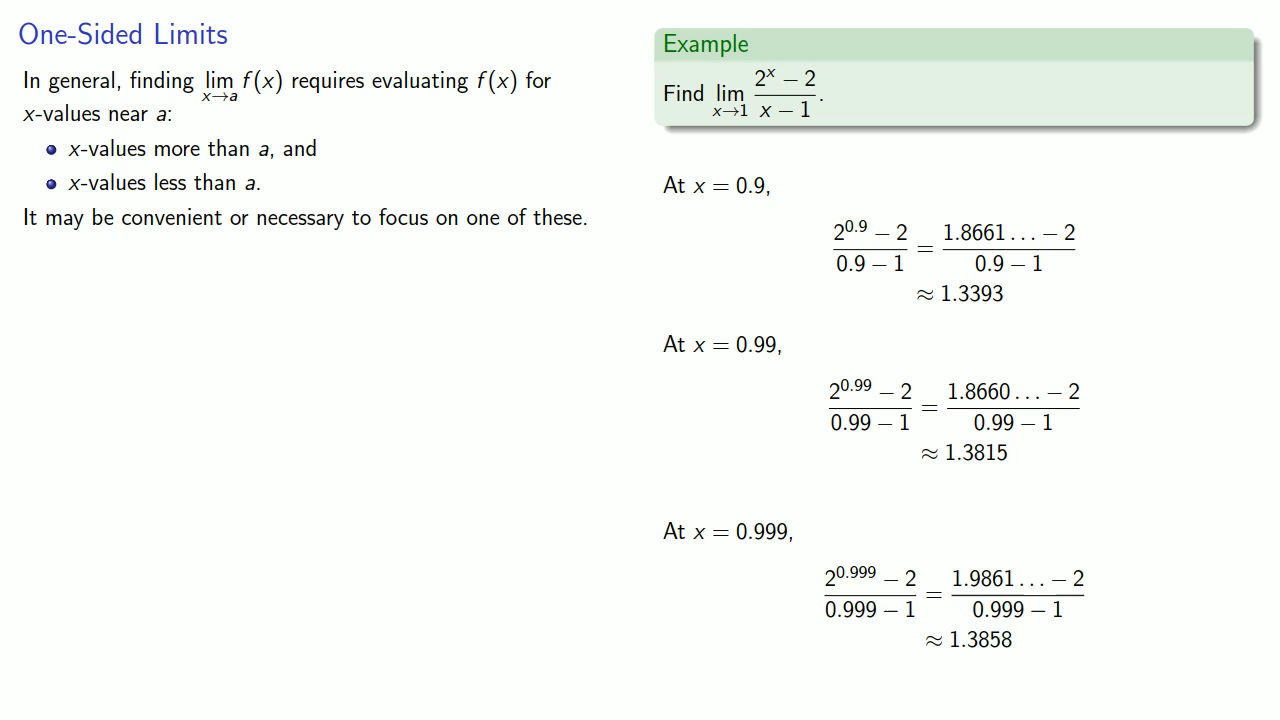 One-Sided Limits
In general, finding lim x→a f(x) requires evaluating f(x) for
x-values near a:
x-values more than a, and
x-values less than a.
It may be convenient or necessary to focus on one of these.
Example
Find lim x→1 (2^x − 2)/(x − 1).
At x = 0.9,
(2^0.9 − 2)/(0.9 − 1) = (1.8661... − 2)/(0.9 − 1)
≈ 1.3393
At x = 0.99,
(2^0.99 − 2)/(0.99 − 1) = (1.8660... − 2)/(0.99 − 1)
≈ 1.3815
At x = 0.999,
(2^0.999 − 2)/(0.999 − 1) = (1.9861... − 2)/(0.999 − 1)
≈ 1.3858